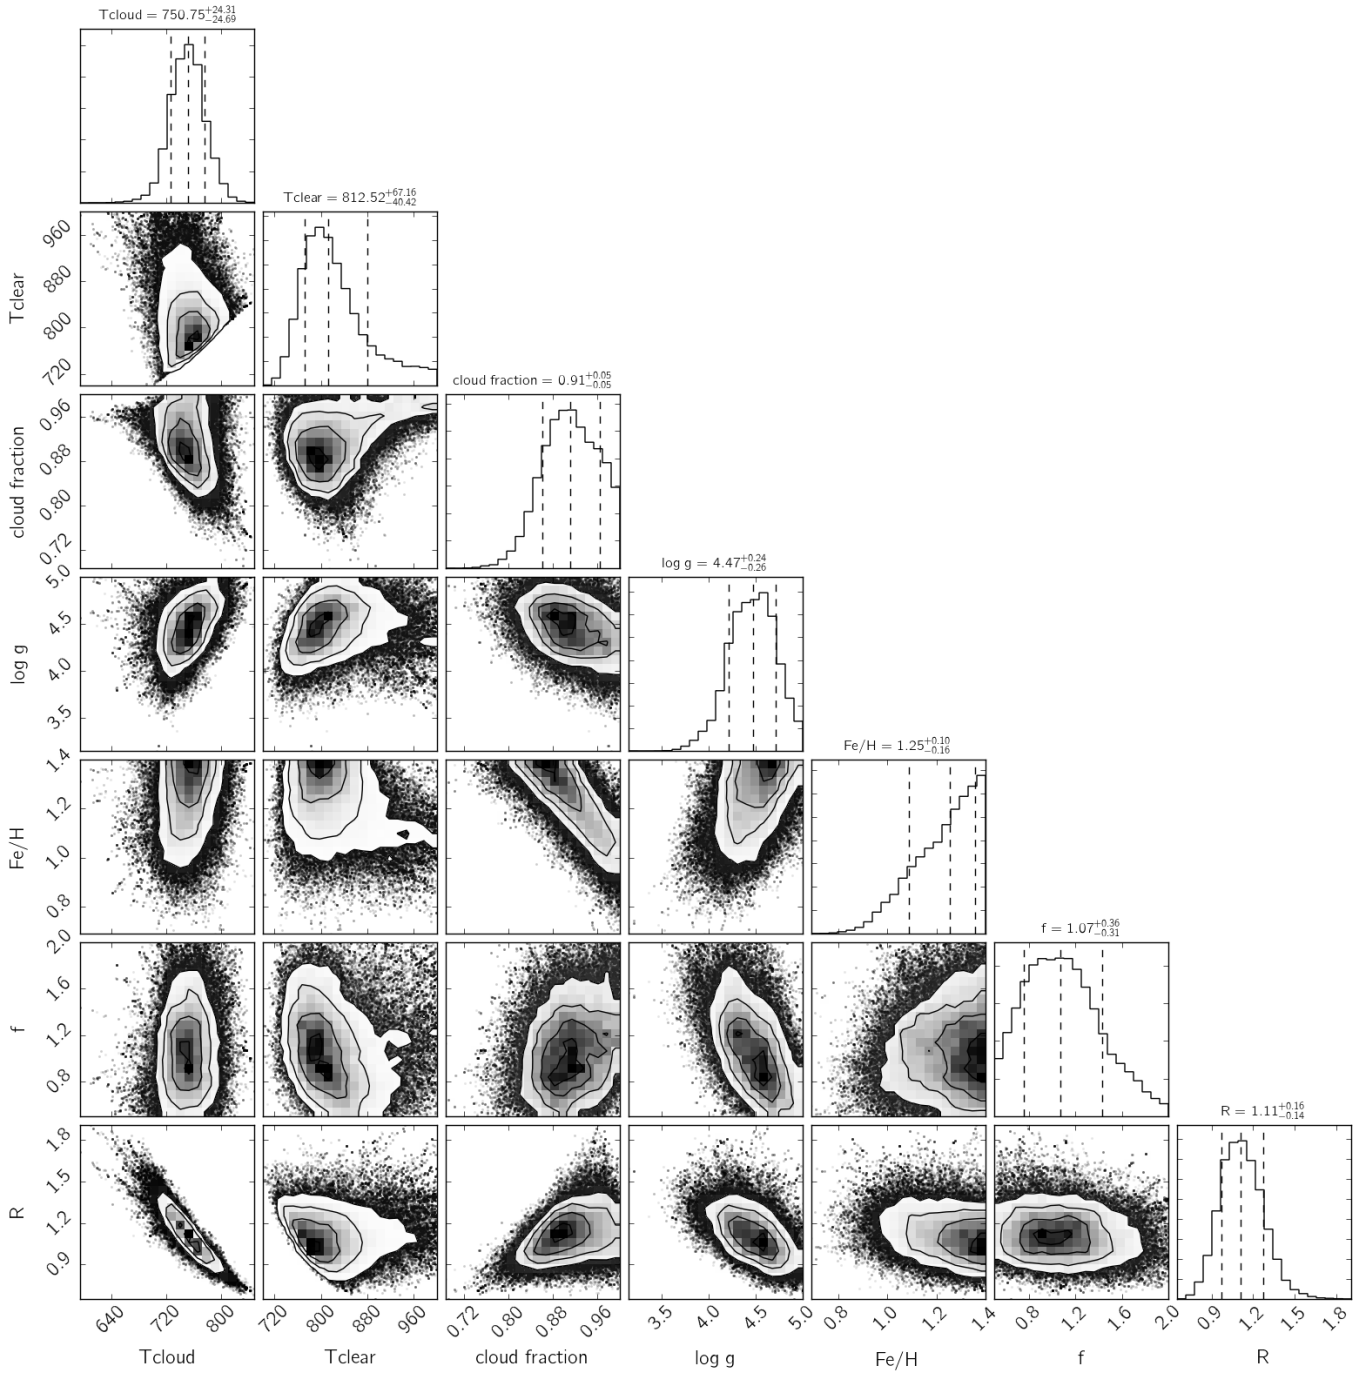 Tcloud = 750.75+24.31−24.69
Tclear = 812.52+67.16−40.42
960
880
800
720
Tclear
cloud fraction = 0.91+0.05−0.05
0.96
0.88
0.80
0.72
cloud fraction
log g = 4.47+0.24−0.26
5.0
4.5
4.0
3.5
log g
Fe/H = 1.25+0.10−0.16
1.4
1.2
1.0
0.8
Fe/H
f = 1.07+0.36−0.31
2.0
1.6
1.2
0.8
f
R = 1.11+0.16−0.14
1.8
1.5
1.2
0.9
R
640 720 800 720 800 880 960 0.72 0.80 0.88 0.96 3.5 4.0 4.5 5.0 0.8 1.0 1.2 1.4 0.8 1.2 1.6 2.0 0.9 1.2 1.5 1.8
Tcloud Tclear cloud fraction log g Fe/H f R